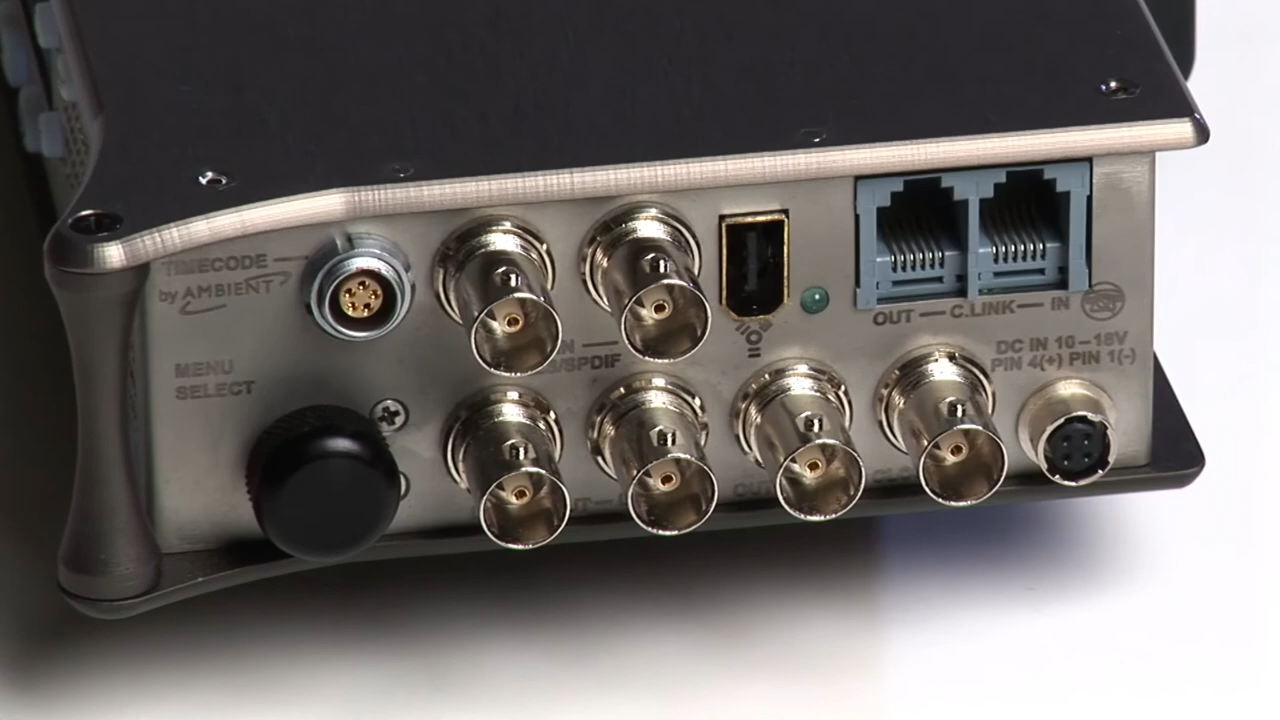 TIMECODE
by AMBIENT
MENU
SELECT
/SPDIF
OUT — C.LINK — IN
DC IN 10-18V
PIN 4(+) PIN 1(-)